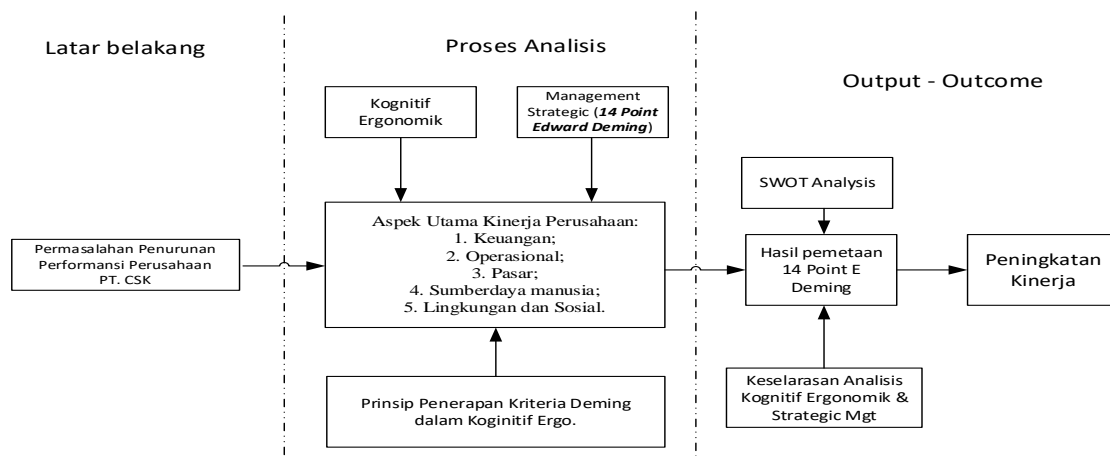 Latar belakang
Permasalahan Penurunan
Performansi Perusahaan
PT. CSK
Proses Analisis
Kognitif
Ergonomik
Management
Strategic (14 Point
Edward Deming)
Aspek Utama Kinerja Perusahaan:
1. Keuangan;
2. Operasional;
3. Pasar;
4. Sumberdaya manusia;
5. Lingkungan dan Sosial.
Prinsip Penerapan Kriteria Deming
dalam Koginitif Ergo.
Output - Outcome
SWOT Analysis
Hasil pemetaan
14 Point E
Deming
Keselarasan Analisis
Kognitif Ergonomik &
Strategic Mgt
Peningkatan
Kinerja